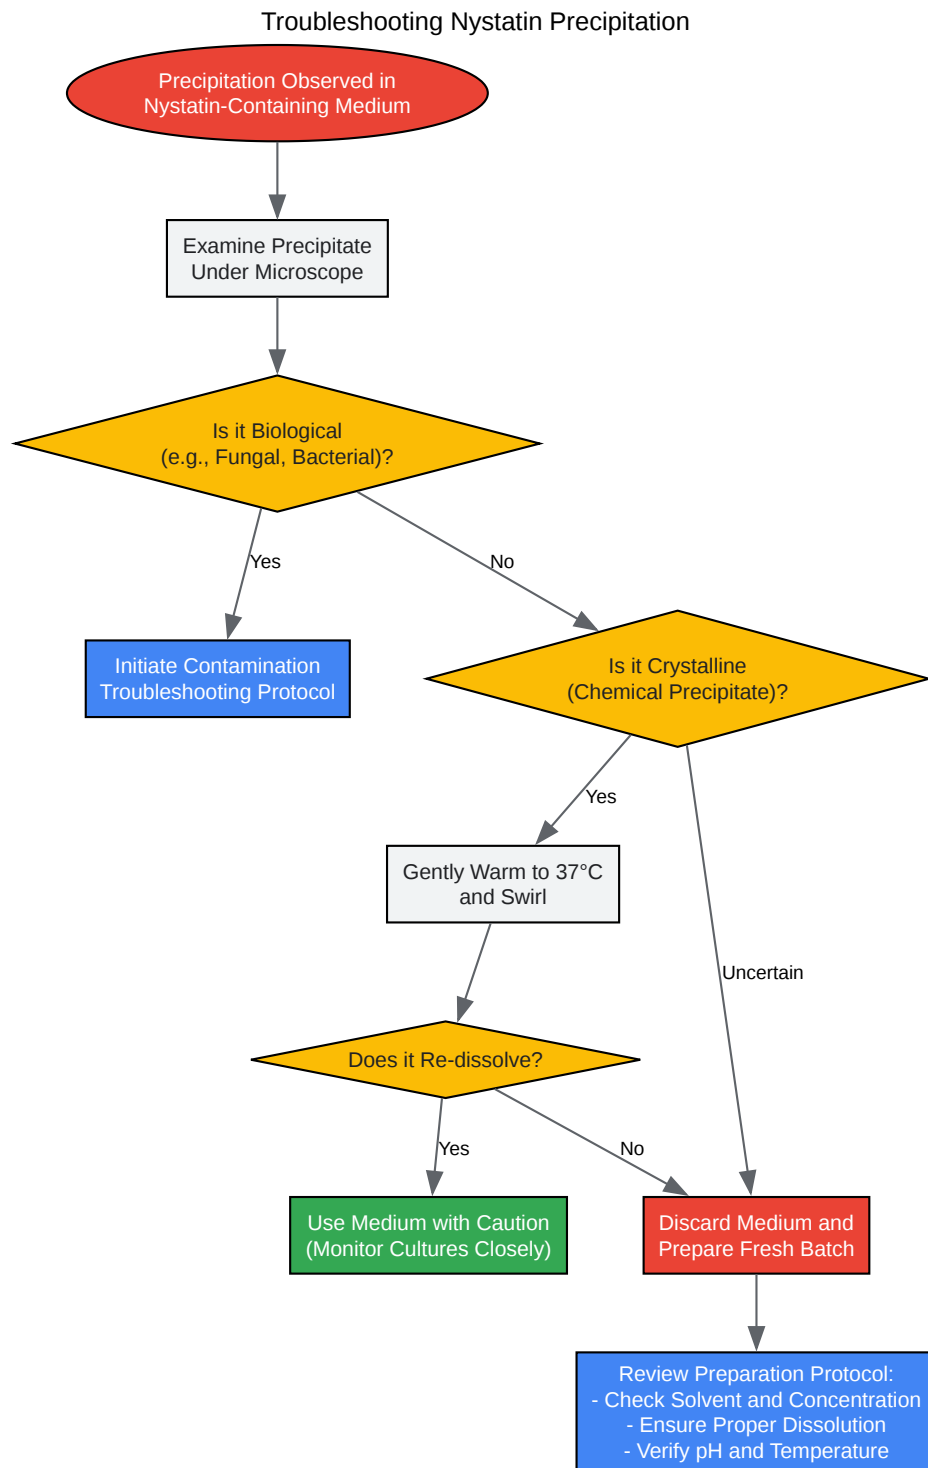 Troubleshooting Nystatin Precipitation
Precipitation Observed in
Nystatin-Containing Medium
Examine Precipitate
Under Microscope
Is it Biological
(e.g., Fungal, Bacterial)?
Yes
No
Initiate Contamination
Troubleshooting Protocol
Is it Crystalline
(Chemical Precipitate)?
Yes
Gently Warm to 37°C
and Swirl
Uncertain
Does it Re-dissolve?
Yes
No
Use Medium with Caution
(Monitor Cultures Closely)
Discard Medium and
Prepare Fresh Batch
Review Preparation Protocol:
- Check Solvent and Concentration
- Ensure Proper Dissolution
- Verify pH and Temperature